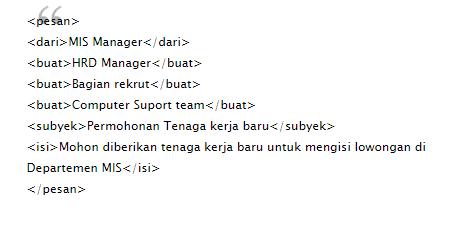 <pesan>
<dari>MIS Manager</dari>
<buat>HRD Manager</buat>
<buat>Bagian rekrut</buat>
<buat>Computer Suport team</buat>
<subyek>Permohonan Tenaga kerja baru</subyek>
<isi>Mohon diberikan tenaga kerja baru untuk mengisi lowongan di
Departemen MIS</isi>
</pesan>